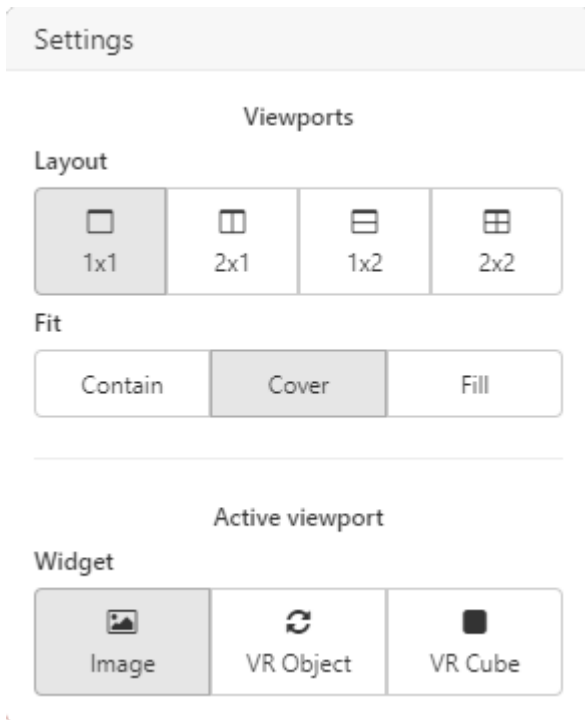 Settings
Viewports
Layout
1x1 2x1 1x2 2x2
Fit
Contain Cover Fill
Active viewport
Widget
Image VR Object VR Cube